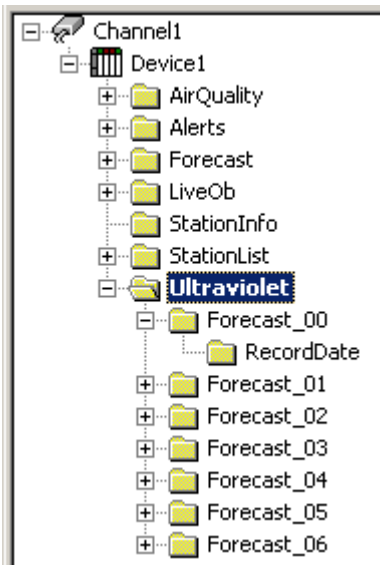 Channel1
Device1
AirQuality
Alerts
Forecast
LiveOb
StationInfo
StationList
Ultraviolet
Forecast_00
RecordDate
Forecast_01
Forecast_02
Forecast_03
Forecast_04
Forecast_05
Forecast_06